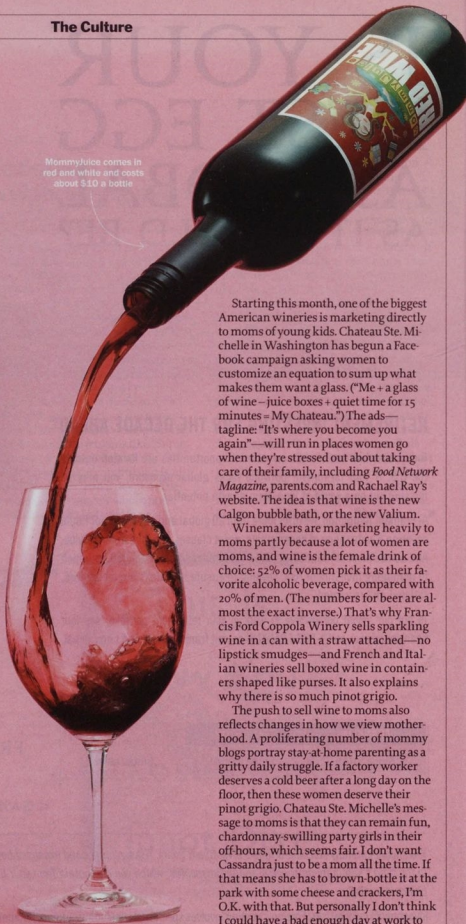 The Culture
MommyJuice comes in
red and white and costs
about $10 a bottle
RED WINE
Starting this month, one of the biggest
American wineries is marketing directly
to moms of young kids. Chateau Ste. Mi-
chelle in Washington has begun a Face-
book campaign asking women to
customize an equation to sum up what
makes them want a glass. (“Me + a glass
of wine – juice boxes + quiet time for 15
minutes = My Chateau.”) The ads—
tagline: “It’s where you become you
again”—will run in places women go
when they’re stressed out about taking
care of their family, including Food Network
Magazine, parents.com and Rachael Ray’s
website. The idea is that wine is the new
Calgon bubble bath, or the new Valium.
Winemakers are marketing heavily to
moms partly because a lot of women are
moms, and wine is the female drink of
choice: 52% of women pick it as their fa-
vorite alcoholic beverage, compared with
20% of men. (The numbers for beer are al-
most the exact inverse.) That’s why Fran-
cis Ford Coppola Winery sells sparkling
wine in a can with a straw attached—no
lipstick smudges—and French and Ital-
ian wineries sell boxed wine in contain-
ers shaped like purses. It also explains
why there is so much pinot grigio.
The push to sell wine to moms also
reflects changes in how we view mother-
hood. A proliferating number of mommy
blogs portray stay-at-home parenting as a
gritty daily struggle. If a factory worker
deserves a cold beer after a long day on the
floor, then these women deserve their
pinot grigio. Chateau Ste. Michelle’s mes-
sage to moms is that they can remain fun,
chardonnay-swilling party girls in their
off-hours, which seems fair. I don’t want
Cassandra just to be a mom all the time. If
that means she has to brown-bottle it at the
park with some cheese and crackers, I’m
O.K. with that. But personally I don’t think
I could have a bad enough day at work to